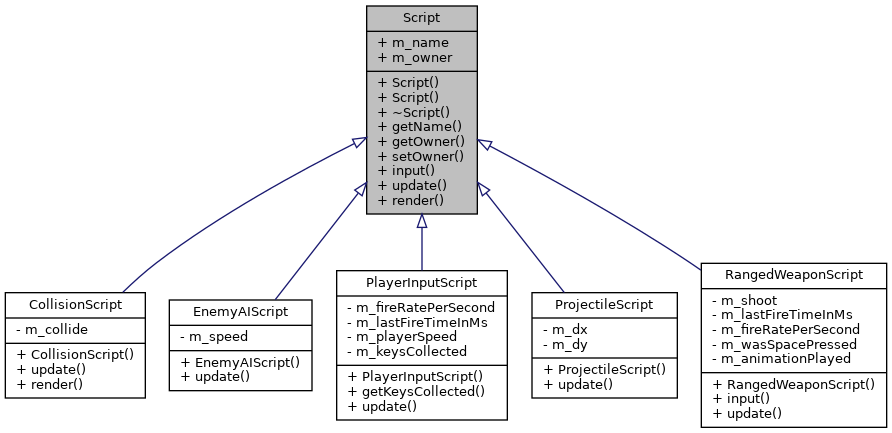 Script
+ m_name
+ m_owner
+ Script()
+ Script()
+ ~Script()
+ getName()
+ getOwner()
+ setOwner()
+ input()
+ update()
+ render()
CollisionScript
- m_collide
+ CollisionScript()
+ update()
+ render()
EnemyAIScript
- m_speed
+ EnemyAIScript()
+ update()
PlayerInputScript
- m_fireRatePerSecond
- m_lastFireTimeInMs
- m_playerSpeed
- m_keysCollected
+ PlayerInputScript()
+ getKeysCollected()
+ update()
ProjectileScript
- m_dx
- m_dy
+ ProjectileScript()
+ update()
RangedWeaponScript
- m_shoot
- m_lastFireTimeInMs
- m_fireRatePerSecond
- m_wasSpacePressed
- m_animationPlayed
+ RangedWeaponScript()
+ input()
+ update()